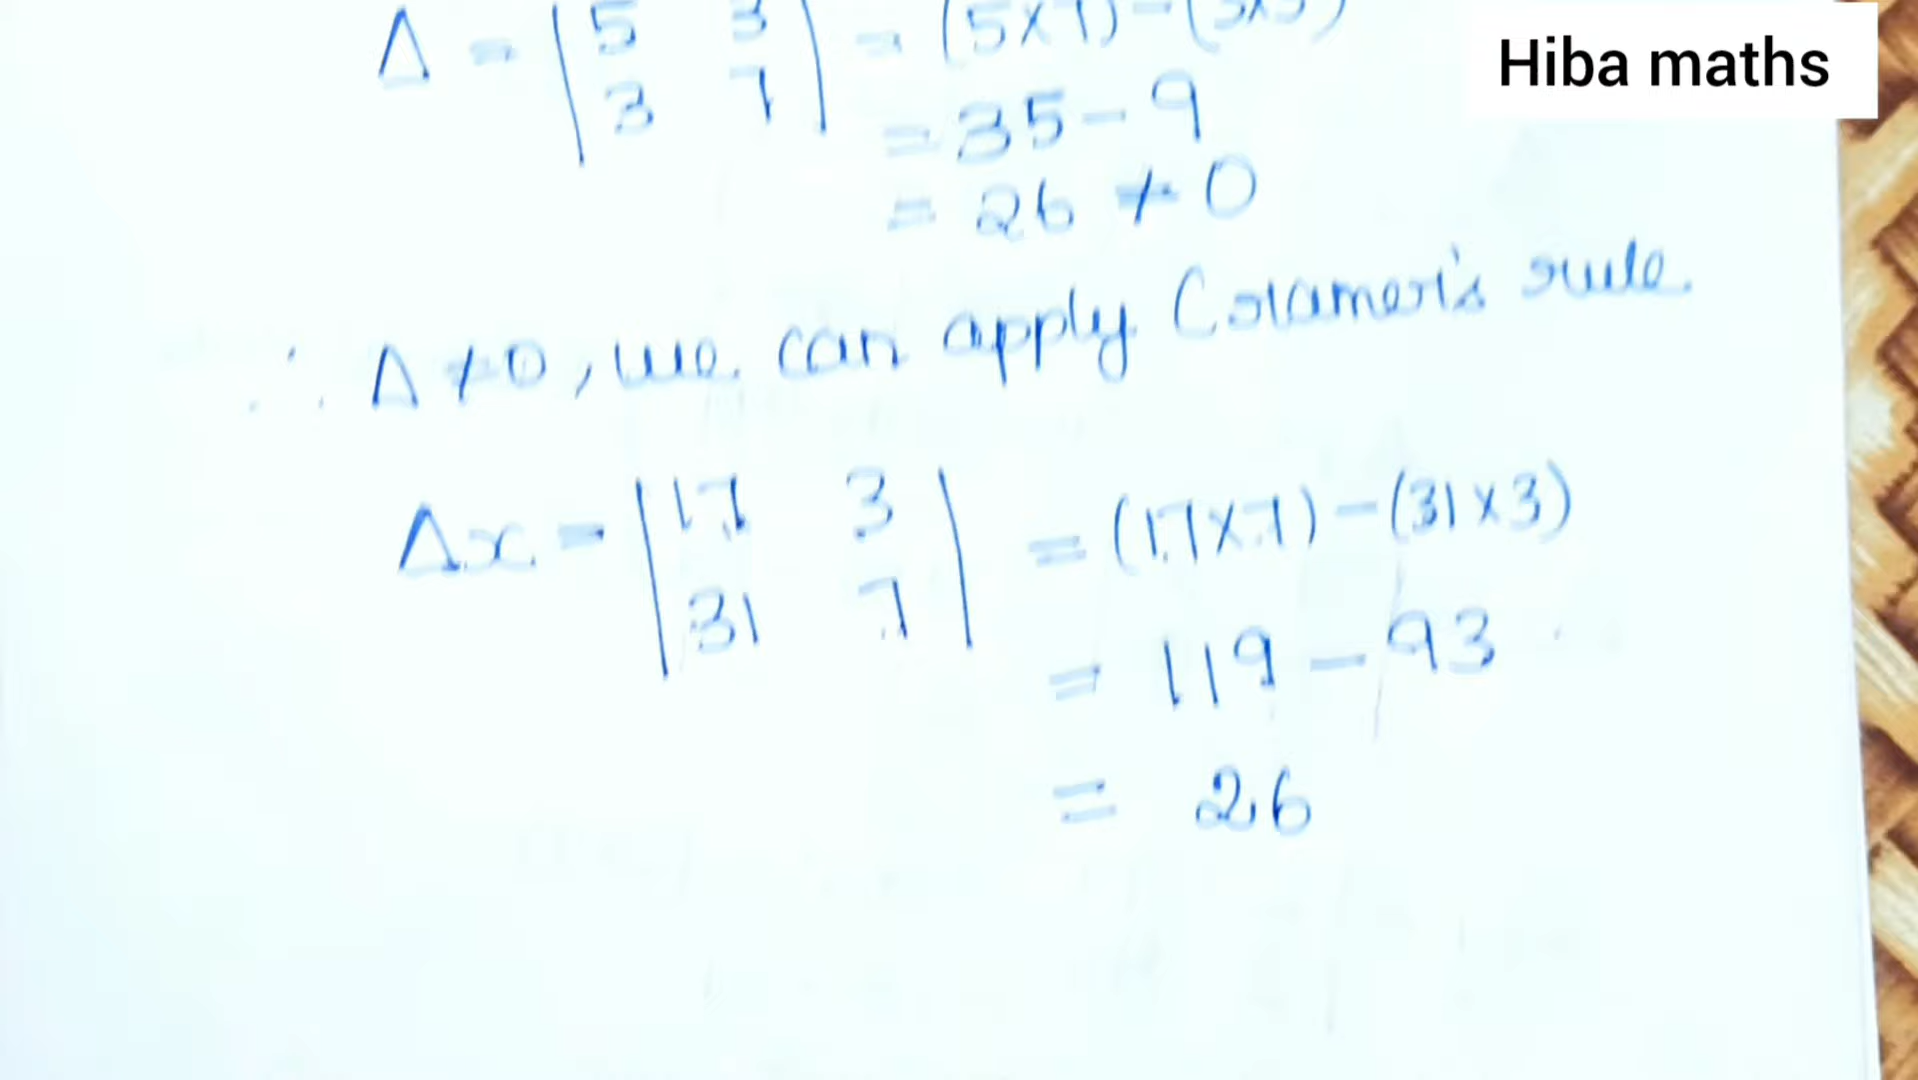 Hiba maths
Δ = | 5 3 | = (5×7) - (3×3)
| 3 7 | = 35 - 9
= 26 ≠ 0
∴ Δ ≠ 0, we can apply Cramer's rule
Δx = | 17 3 | = (17×7) - (31×3)
| 31 7 | = 119 - 93
= 26